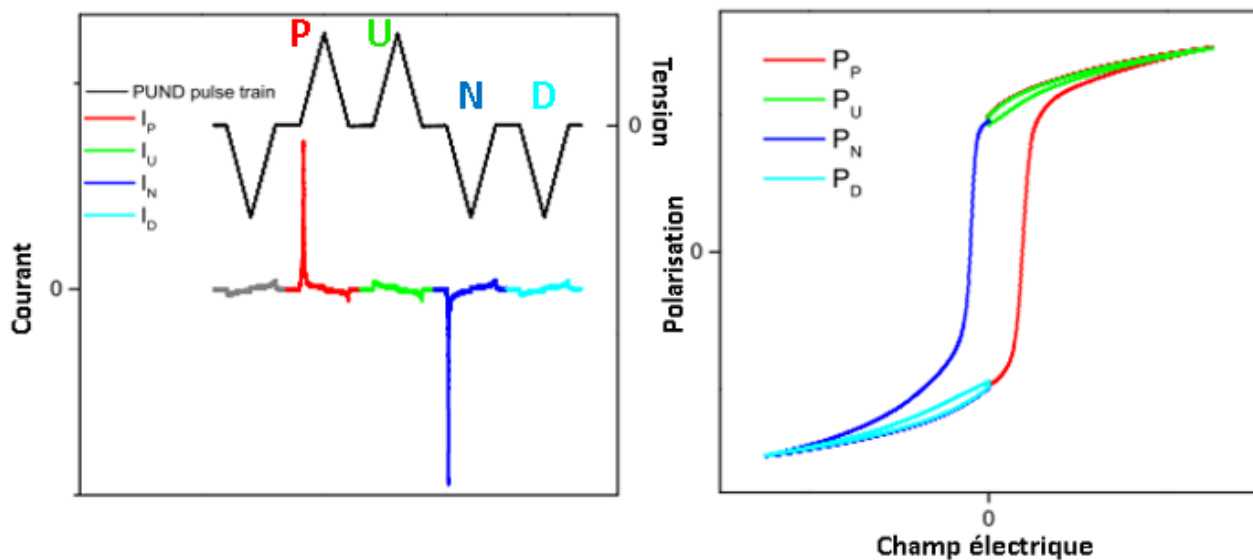 P
U
N
D
PUND pulse train
I_P
I_U
I_N
I_D
0
Tension
Courant
0
P_P
P_U
P_N
P_D
Polarisation
0
0
Champ électrique